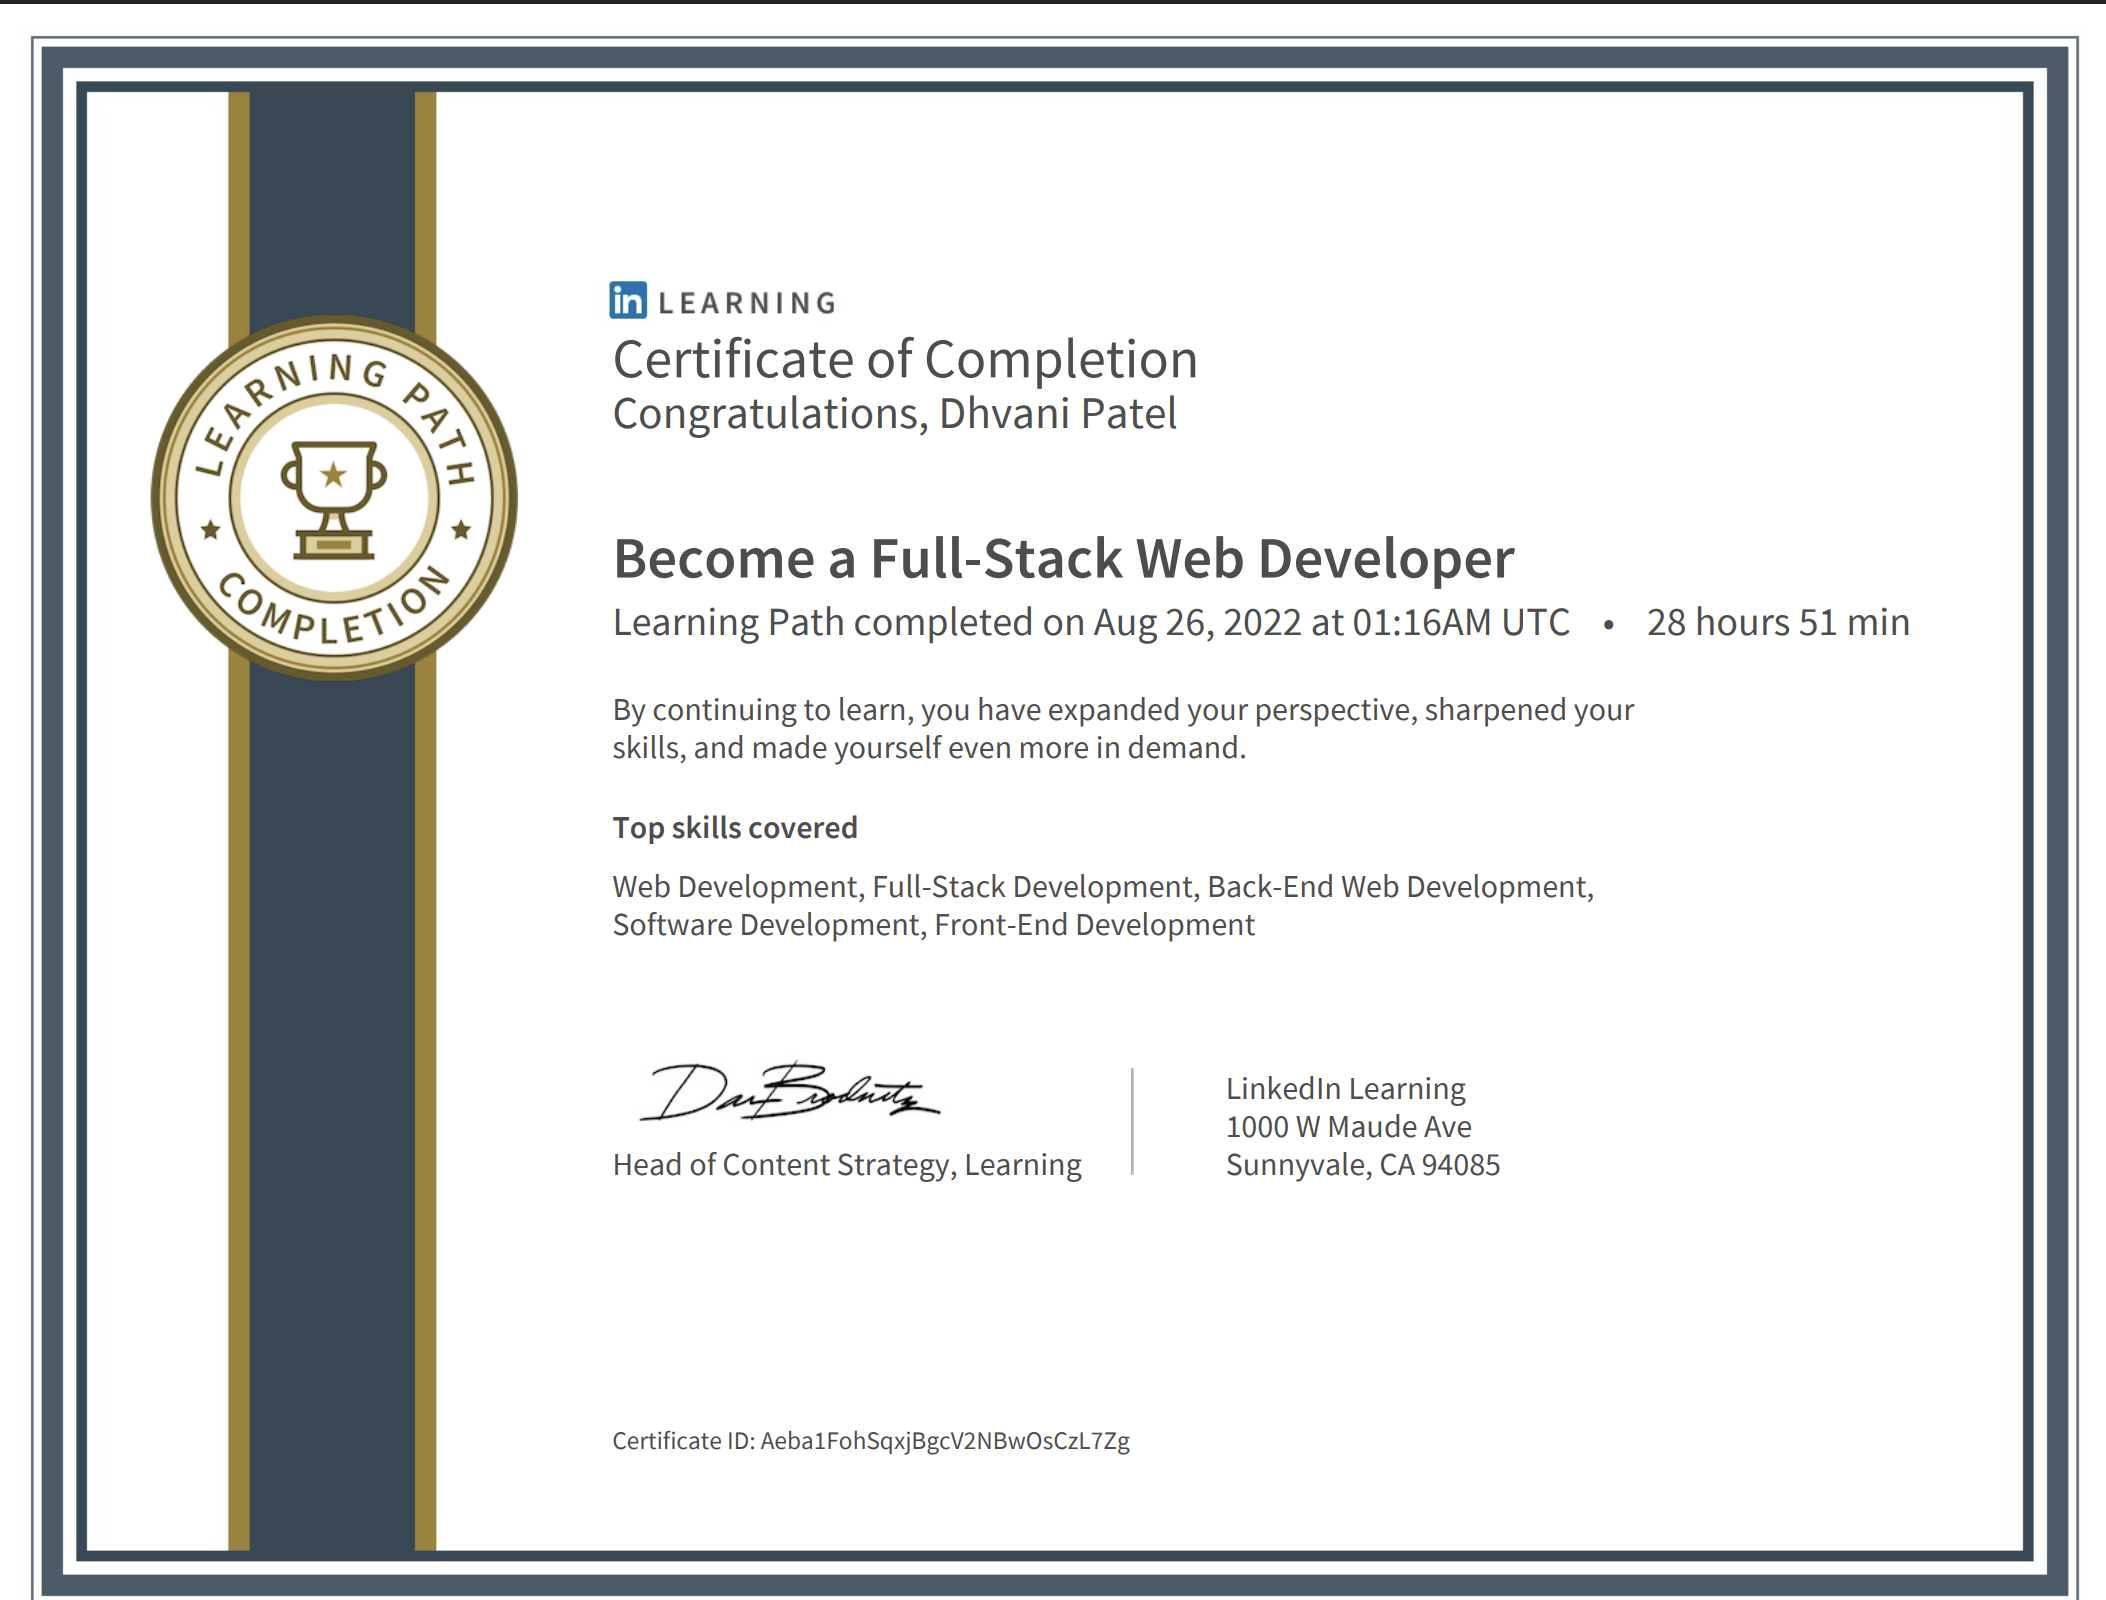 LEARNING PATH
COMPLETION
in LEARNING
Certificate of Completion
Congratulations, Dhvani Patel
Become a Full-Stack Web Developer
Learning Path completed on Aug 26, 2022 at 01:16AM UTC • 28 hours 51 min
By continuing to learn, you have expanded your perspective, sharpened your
skills, and made yourself even more in demand.
Top skills covered
Web Development, Full-Stack Development, Back-End Web Development,
Software Development, Front-End Development
Head of Content Strategy, Learning
LinkedIn Learning
1000 W Maude Ave
Sunnyvale, CA 94085
Certificate ID: Aeba1FohSqxjBgcV2NBwOsCzL7Zg